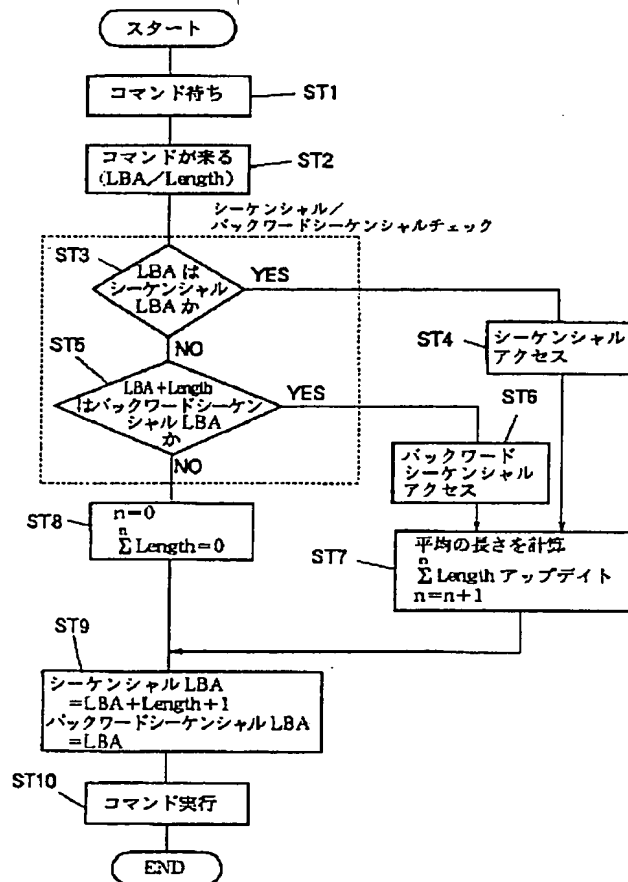 スタート
コマンド待ち
ST1
コマンドが来る
(LBA/Length)
ST2
シーケンシャル/
バックワードシーケンシャルチェック
ST3
LBAは
シーケンシャル
LBAか
YES
NO
ST4
シーケンシャル
アクセス
ST5
LBA+Length
はバックワードシーケン
シャルLBA
か
YES
NO
ST6
バックワード
シーケンシャル
アクセス
ST8
n=0
n
ΣLength=0
ST7
平均の長さを計算
n
ΣLengthアップデイト
n=n+1
ST9
シーケンシャルLBA
=LBA+Length+1
バックワードシーケンシャルLBA
=LBA
ST10
コマンド実行
END